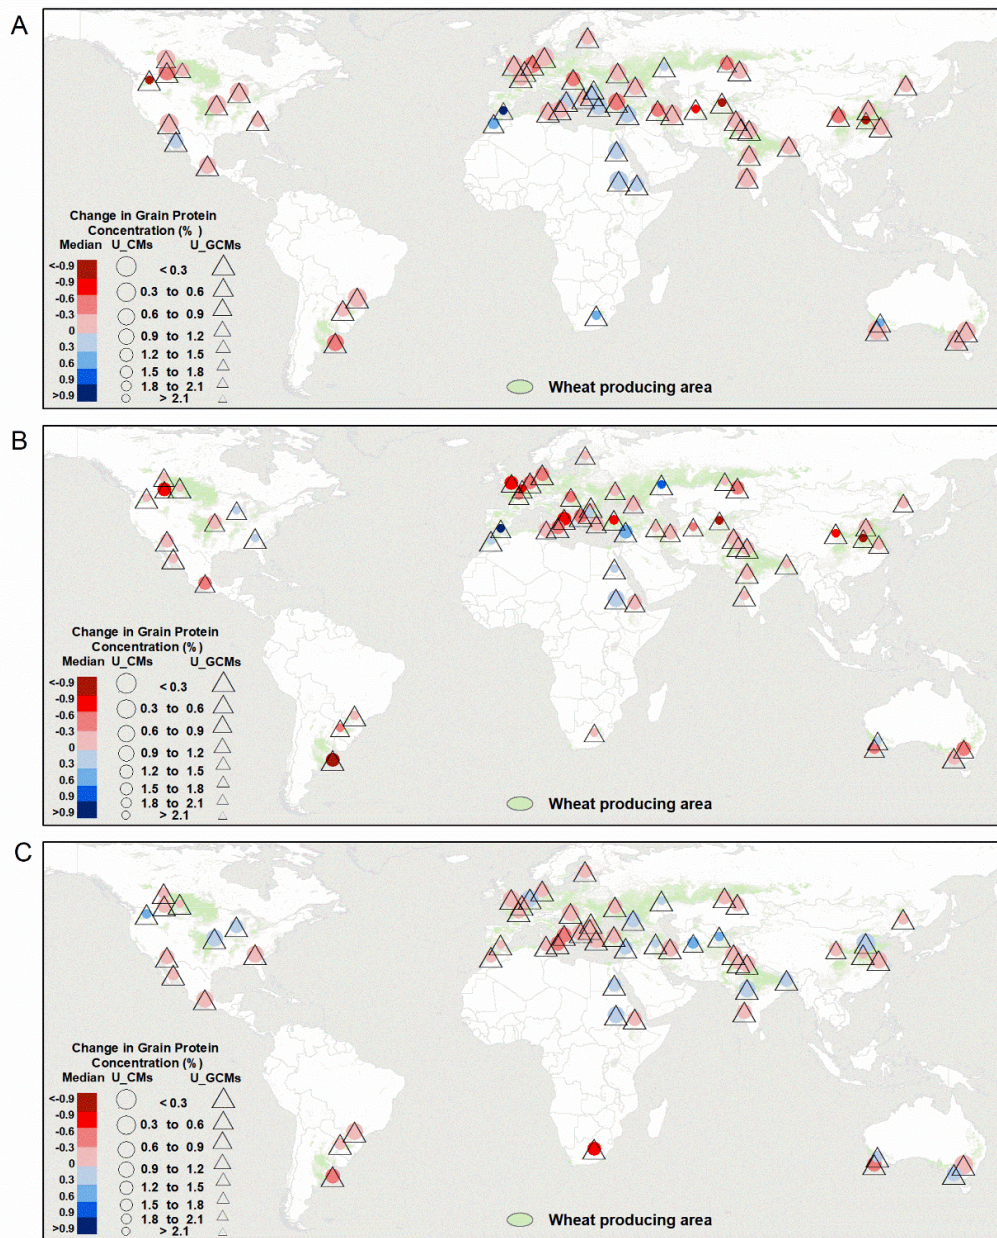 A
Change in Grain Protein
Concentration (% )
Median U_CMs U_GCMs
<-0.9
-0.9
-0.6
-0.3
0
0.3
0.6
0.9
>0.9
< 0.3
0.3 to 0.6
0.6 to 0.9
0.9 to 1.2
1.2 to 1.5
1.5 to 1.8
1.8 to 2.1
> 2.1
Wheat producing area
B
Change in Grain Protein
Concentration (%)
Median U_CMs U_GCMs
<-0.9
-0.9
-0.6
-0.3
0
0.3
0.6
0.9
>0.9
< 0.3
0.3 to 0.6
0.6 to 0.9
0.9 to 1.2
1.2 to 1.5
1.5 to 1.8
1.8 to 2.1
> 2.1
Wheat producing area
C
Change in Grain Protein
Concentration (%)
Median U_CMs U_GCMs
<-0.9
-0.9
-0.6
-0.3
0
0.3
0.6
0.9
>0.9
< 0.3
0.3 to 0.6
0.6 to 0.9
0.9 to 1.2
1.2 to 1.5
1.5 to 1.8
1.8 to 2.1
> 2.1
Wheat producing area